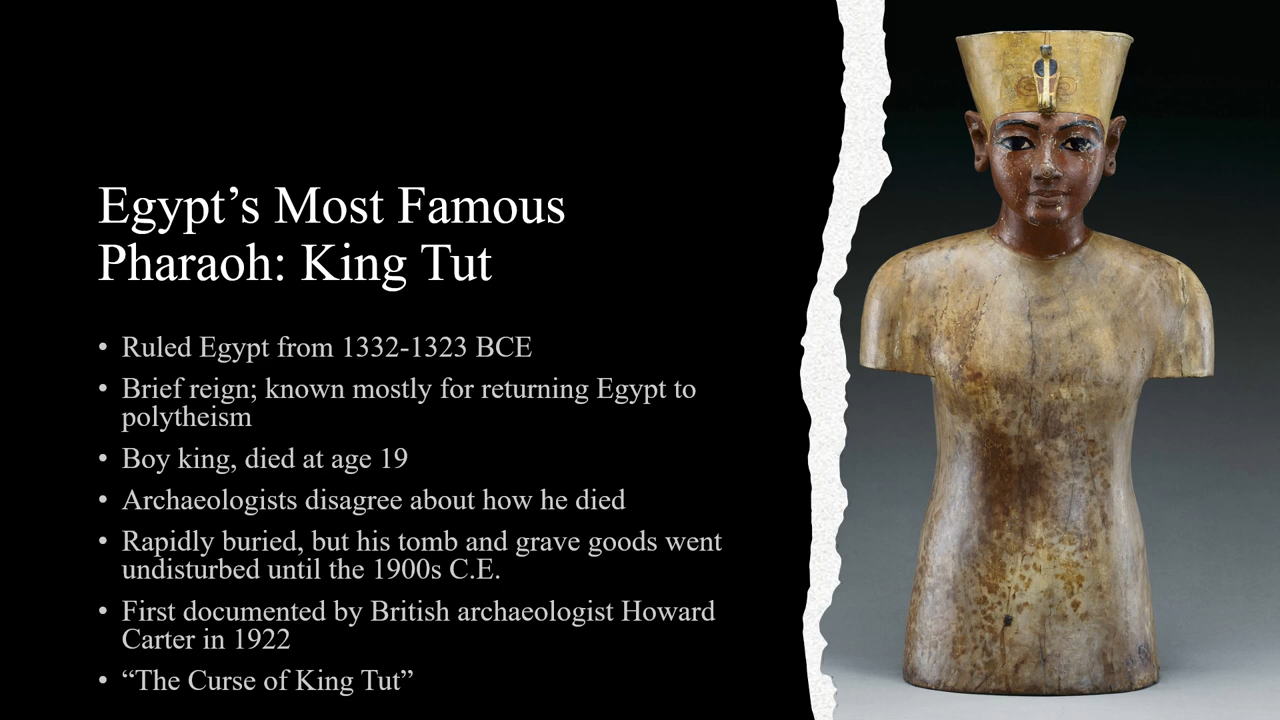 Egypt’s Most Famous
Pharaoh: King Tut
• Ruled Egypt from 1332-1323 BCE
• Brief reign; known mostly for returning Egypt to
polytheism
• Boy king, died at age 19
• Archaeologists disagree about how he died
• Rapidly buried, but his tomb and grave goods went
undisturbed until the 1900s C.E.
• First documented by British archaeologist Howard
Carter in 1922
• “The Curse of King Tut”